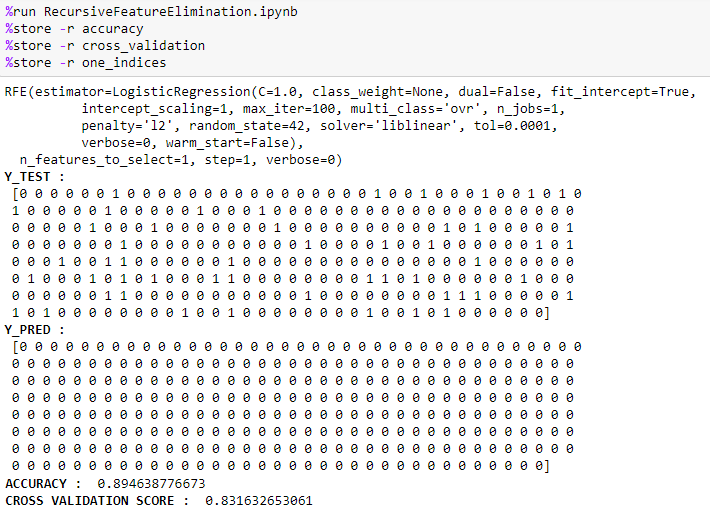 %run RecursiveFeatureElimination.ipynb
%store -r accuracy
%store -r cross_validation
%store -r one_indices
RFE(estimator=LogisticRegression(C=1.0, class_weight=None, dual=False, fit_intercept=True,
intercept_scaling=1, max_iter=100, multi_class='ovr', n_jobs=1,
penalty='l2', random_state=42, solver='liblinear', tol=0.0001,
verbose=0, warm_start=False),
n_features_to_select=1, step=1, verbose=0)
Y_TEST :
[0 0 0 0 0 0 1 0 0 0 0 0 0 0 0 0 0 0 0 0 0 0 0 1 0 0 1 0 0 0 1 0 0 1 0 1 0
1 0 0 0 0 0 1 0 0 0 0 0 1 0 0 0 1 0 0 0 0 0 0 0 0 0 0 0 0 0 0 0 0 0 0 0 0
0 0 0 0 0 1 0 0 0 1 0 0 0 0 0 0 0 1 0 0 0 0 0 0 0 0 0 0 1 0 1 0 0 0 0 0 1
0 0 0 0 0 0 0 1 0 0 0 0 0 0 0 0 0 0 0 1 0 0 0 0 1 0 0 1 0 0 0 0 0 0 1 0 1
0 0 0 1 0 0 1 1 0 0 0 0 0 0 1 0 0 0 0 0 0 0 0 0 0 0 0 0 0 0 1 0 0 0 0 0 0
0 1 0 0 0 1 0 1 0 1 0 0 0 1 1 0 0 0 0 0 0 0 0 1 1 0 1 0 0 0 0 0 0 1 0 0 0
0 0 0 0 0 0 1 1 0 0 0 0 0 0 0 0 0 0 0 1 0 0 0 0 0 0 0 0 1 1 1 0 0 0 0 0 1
1 0 1 0 0 0 0 0 0 0 0 1 0 0 1 0 0 0 0 0 0 0 0 1 0 0 1 0 1 0 0 0 0 0 0]
Y_PRED :
[0 0 0 0 0 0 0 0 0 0 0 0 0 0 0 0 0 0 0 0 0 0 0 0 0 0 0 0 0 0 0 0 0 0 0 0 0
0 0 0 0 0 0 0 0 0 0 0 0 0 0 0 0 0 0 0 0 0 0 0 0 0 0 0 0 0 0 0 0 0 0 0 0 0
0 0 0 0 0 0 0 0 0 0 0 0 0 0 0 0 0 0 0 0 0 0 0 0 0 0 0 0 0 0 0 0 0 0 0 0 0
0 0 0 0 0 0 0 0 0 0 0 0 0 0 0 0 0 0 0 0 0 0 0 0 0 0 0 0 0 0 0 0 0 0 0 0 0
0 0 0 0 0 0 0 0 0 0 0 0 0 0 0 0 0 0 0 0 0 0 0 0 0 0 0 0 0 0 0 0 0 0 0 0 0
0 0 0 0 0 0 0 0 0 0 0 0 0 0 0 0 0 0 0 0 0 0 0 0 0 0 0 0 0 0 0 0 0 0 0 0 0
0 0 0 0 0 0 0 0 0 0 0 0 0 0 0 0 0 0 0 0 0 0 0 0 0 0 0 0 0 0 0 0 0 0 0 0 0
0 0 0 0 0 0 0 0 0 0 0 0 0 0 0 0 0 0 0 0 0 0 0 0 0 0 0 0 0 0 0 0 0 0 0]
ACCURACY : 0.894638776673
CROSS VALIDATION SCORE : 0.831632653061